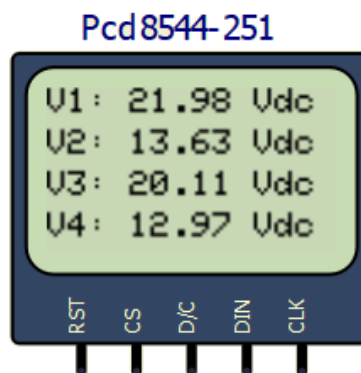 Pcd8544-251
V1: 21.98 Vdc
V2: 13.63 Vdc
V3: 20.11 Vdc
V4: 12.97 Vdc
RST CS D/C DIN CLK